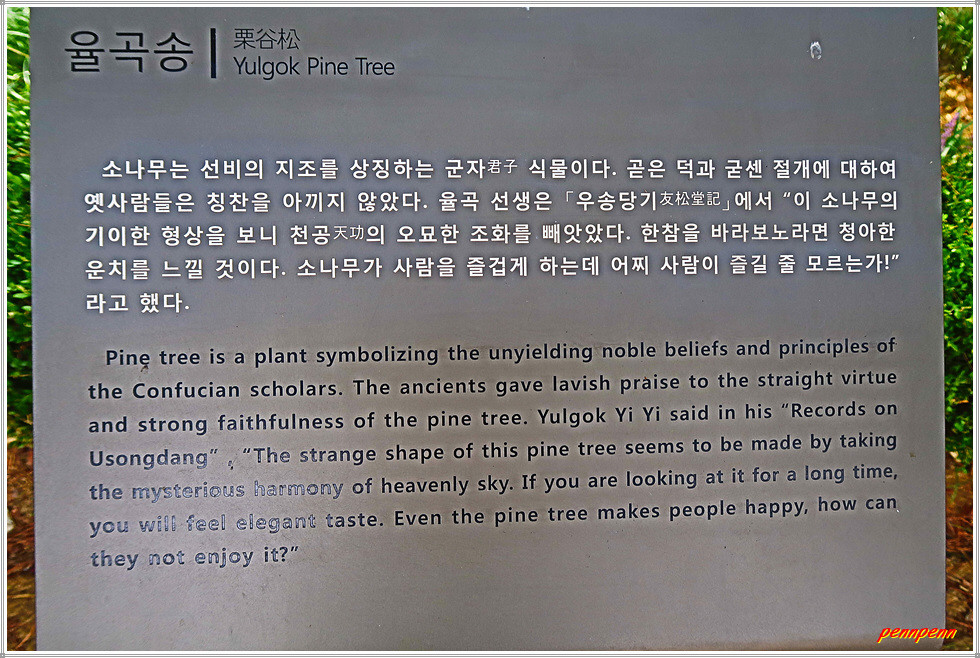 율곡송 栗谷松
Yulgok Pine Tree
소나무는 선비의 지조를 상징하는 군자君子 식물이다. 곧은 덕과 굳센 절개에 대하여
옛사람들은 칭찬을 아끼지 않았다. 율곡 선생은 「우송당기友松堂記」에서 “이 소나무의
기이한 형상을 보니 천공天功의 오묘한 조화를 빼앗았다. 한참을 바라보노라면 청아한
운치를 느낄 것이다. 소나무가 사람을 즐겁게 하는데 어찌 사람이 즐길 줄 모르는가!”
라고 했다.
Pine tree is a plant symbolizing the unyielding noble beliefs and principles of
the Confucian scholars. The ancients gave lavish praise to the straight virtue
and strong faithfulness of the pine tree. Yulgok Yi Yi said in his “Records on
Usongdang” , “The strange shape of this pine tree seems to be made by taking
the mysterious harmony of heavenly sky. If you are looking at it for a long time,
you will feel elegant taste. Even the pine tree makes people happy, how can
they not enjoy it?”
pennpenn